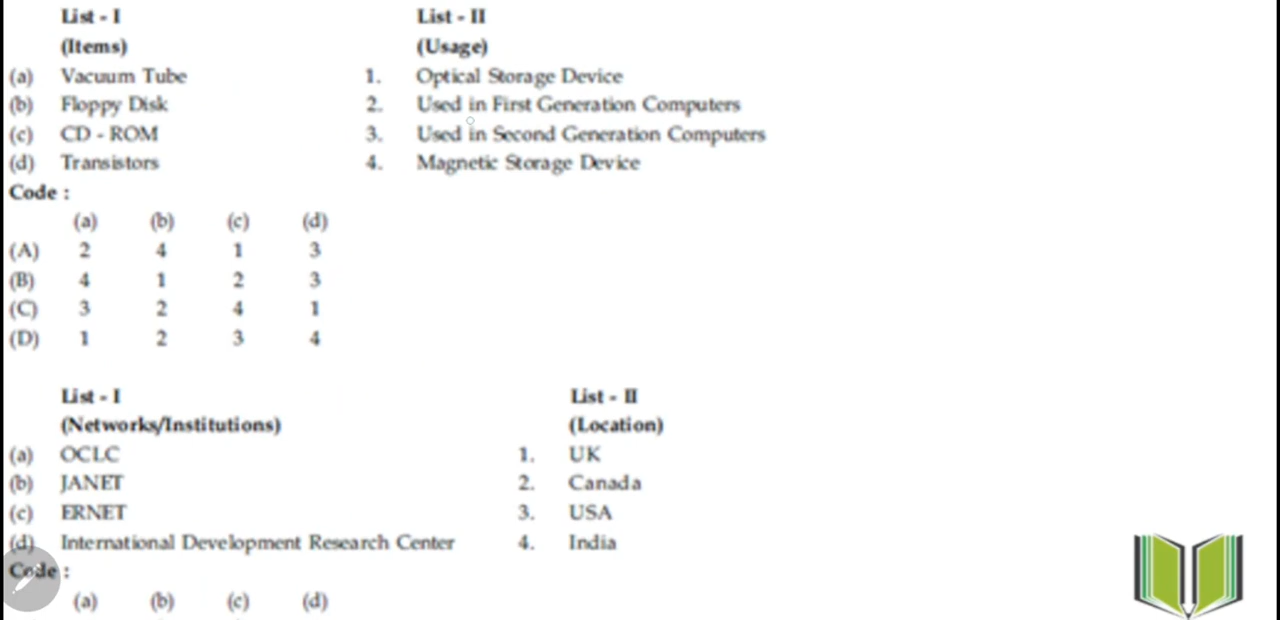 List - I List - II
(Items) (Usage)
(a) Vacuum Tube 1. Optical Storage Device
(b) Floppy Disk 2. Used in First Generation Computers
(c) CD - ROM 3. Used in Second Generation Computers
(d) Transistors 4. Magnetic Storage Device
Code :
(a) (b) (c) (d)
(A) 2 4 1 3
(B) 4 1 2 3
(C) 3 2 4 1
(D) 1 2 3 4
List - I List - II
(Networks/Institutions) (Location)
(a) OCLC 1. UK
(b) JANET 2. Canada
(c) ERNET 3. USA
(d) International Development Research Center 4. India
Code :
(a) (b) (c) (d)